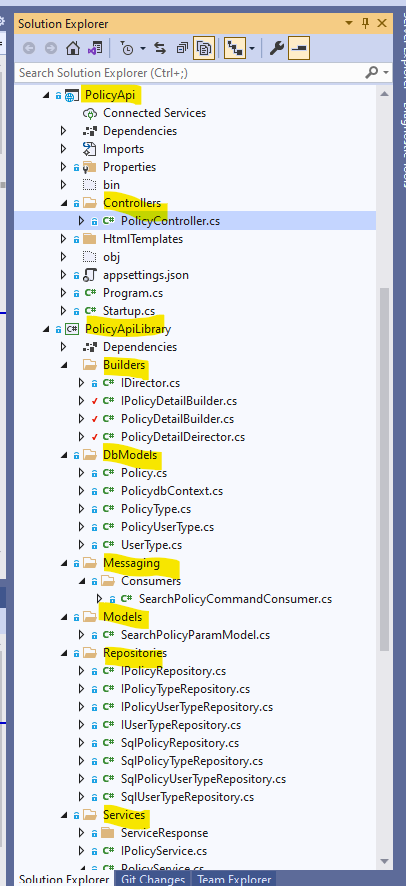 Solution Explorer
Search Solution Explorer (Ctrl+;)
PolicyApi
Connected Services
Dependencies
Imports
Properties
bin
Controllers
PolicyController.cs
HtmlTemplates
obj
appsettings.json
C# Program.cs
C# Startup.cs
C# PolicyApiLibrary
Dependencies
Builders
C# IDirector.cs
C# IPolicyDetailBuilder.cs
C# PolicyDetailBuilder.cs
C# PolicyDetailDeirector.cs
DbModels
C# Policy.cs
C# PolicydbContext.cs
C# PolicyType.cs
C# PolicyUserType.cs
C# UserType.cs
Messaging
Consumers
C# SearchPolicyCommandConsumer.cs
Models
C# SearchPolicyParamModel.cs
Repositories
C# IPolicyRepository.cs
C# IPolicyTypeRepository.cs
C# IPolicyUserTypeRepository.cs
C# IUserTypeRepository.cs
C# SqlPolicyRepository.cs
C# SqlPolicyTypeRepository.cs
C# SqlPolicyUserTypeRepository.cs
C# SqlUserTypeRepository.cs
Services
ServiceResponse
C# IPolicyService.cs
C# PolicyService.cs
Solution Explorer Git Changes Team Explorer